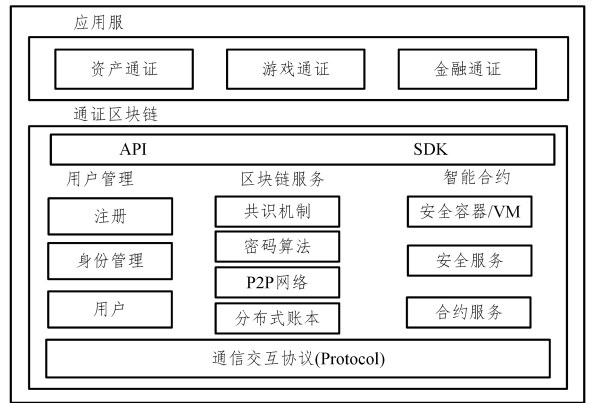 应用服
资产通证 游戏通证 金融通证
通证区块链
API SDK
用户管理 区块链服务 智能合约
注册 共识机制 安全容器/VM
身份管理 密码算法 安全服务
P2P网络
用户 分布式账本 合约服务
通信交互协议(Protocol)